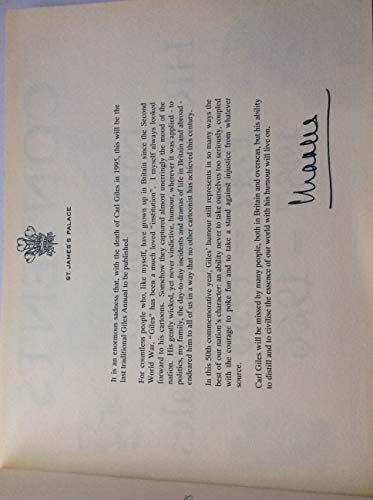 ST. JAMES'S PALACE
It is an enormous sadness that, with the death of Carl Giles in 1995, this will be the
last traditional Giles Annual to be published.
For countless people who, like myself, have grown up in Britain since the Second
World War, "Giles" has been a much loved "institution". I myself always looked
forward to his cartoons. Somehow they captured almost unerringly the mood of the
nation. His gently wicked, yet never vindictive, humour, wherever it was applied - to
politics, my family, the day-to-day incidents and dramas of life in Britain and abroad -
endeared him to all of us in a way that no other cartoonist has achieved this century.
In this 50th commemorative year, Giles' humour still represents in so many ways the
best of our nation's character: an ability never to take ourselves too seriously, coupled
with the courage to poke fun and to take a stand against injustice from whatever
source.
Carl Giles will be missed by many people, both in Britain and overseas, but his ability
to distill and to civilise the essence of our world with his humour will live on.
Charles